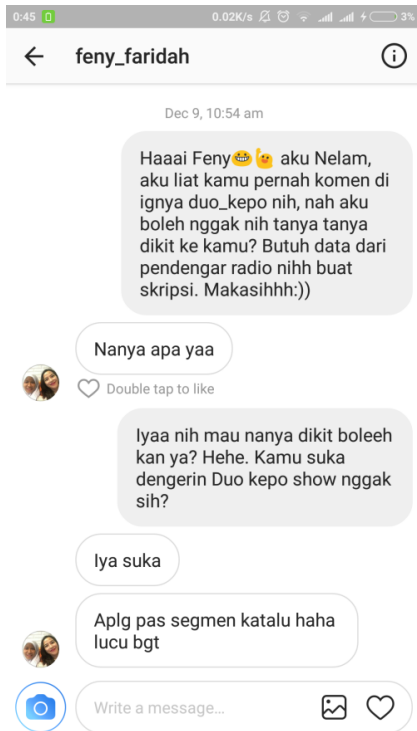 0:45 0.02K/s 3%
feny_faridah
Dec 9, 10:54 am
Haaai Feny😬🙋 aku Nelam,
aku liat kamu pernah komen di
ignya duo_kepo nih, nah aku
boleh nggak nih tanya tanya
dikit ke kamu? Butuh data dari
pendengar radio nihh buat
skripsi. Makasihhh:))
Nanya apa yaa
Double tap to like
Iyaa nih mau nanya dikit boleeh
kan ya? Hehe. Kamu suka
dengerin Duo kepo show nggak
sih?
Iya suka
Aplg pas segmen katalu haha
lucu bgt
Write a message...